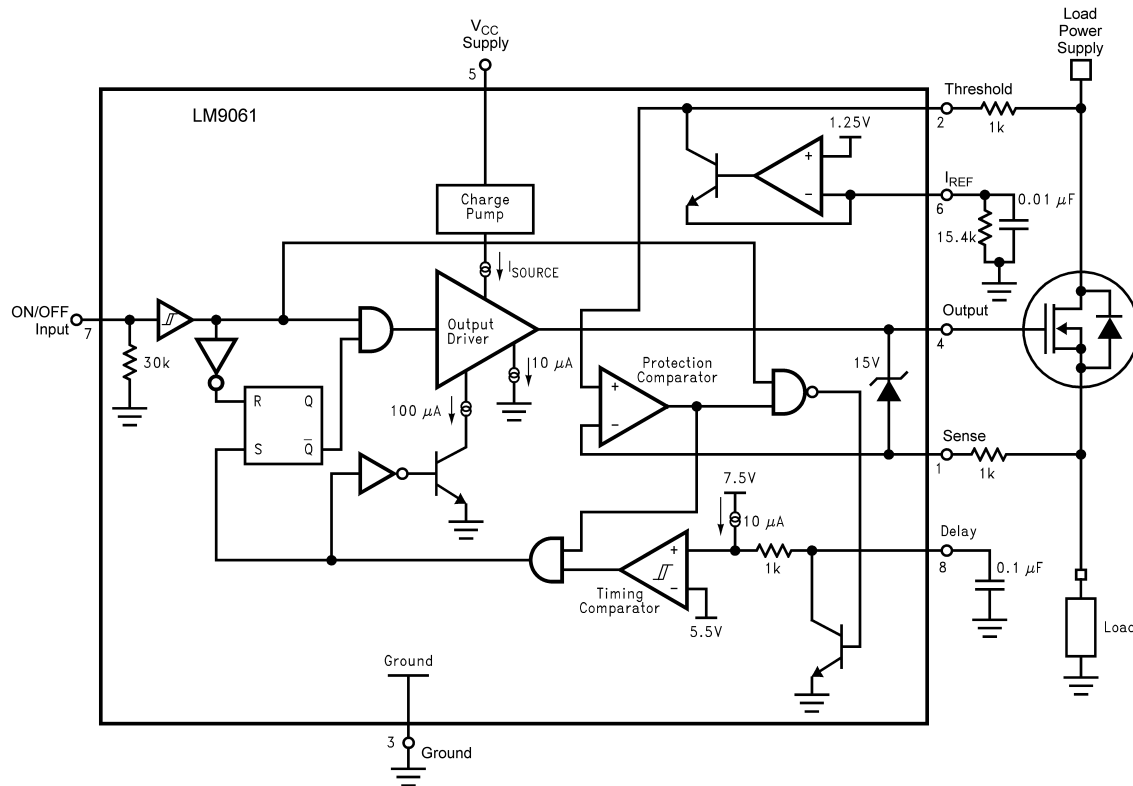 V_CC
Supply
5
LM9061
Load
Power
Supply
Threshold
2
1k
1.25V
+
−
I_REF
6
0.01 µF
15.4k
Charge
Pump
I_SOURCE
ON/OFF
Input
7
30k
Output
Driver
10 µA
100 µA
Output
4
15V
Protection
Comparator
+
−
R
Q
S
Q̅
Sense
1
1k
7.5V
10 µA
+
−
1k
Timing
Comparator
5.5V
Delay
8
0.1 µF
Load
Ground
3
Ground